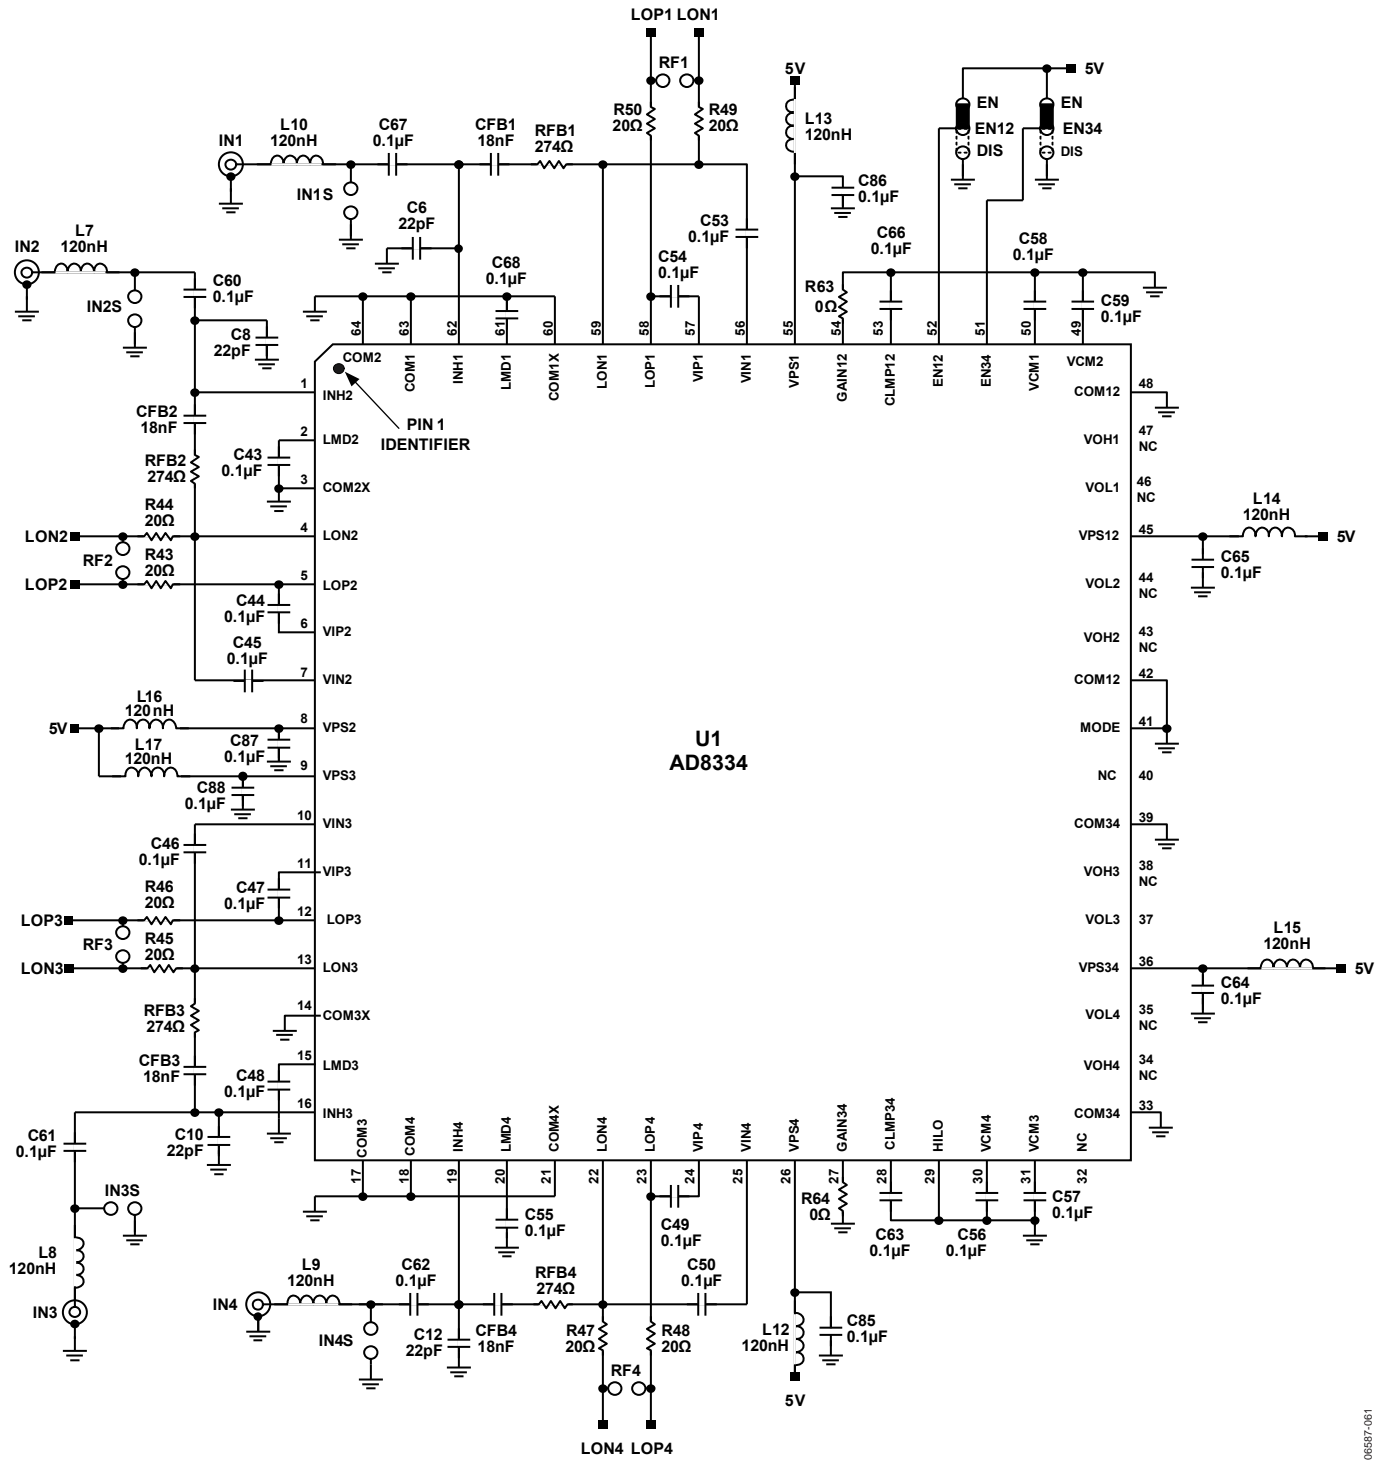 LOP1 LON1
RF1
5V
5V
R50
20Ω
R49
20Ω
L13
120nH
EN
EN12
DIS
EN
EN34
DIS
IN1
L10
120nH
C67
0.1µF
CFB1
18nF
RFB1
274Ω
IN1S
C86
0.1µF
C6
22pF
C53
0.1µF
C66
0.1µF
C58
0.1µF
IN2
L7
120nH
C60
0.1µF
IN2S
C68
0.1µF
C54
0.1µF
R63
0Ω
C59
0.1µF
C8
22pF
64
63
62
61
60
59
58
57
56
55
54
53
52
51
50
49
COM2
COM1
INH1
LMD1
COM1X
LON1
LOP1
VIP1
VIN1
VPS1
GAIN12
CLMP12
EN12
EN34
VCM1
VCM2
PIN 1
IDENTIFIER
1
INH2
CFB2
18nF
2
LMD2
C43
0.1µF
RFB2
274Ω
3
COM2X
R44
20Ω
LON2
4
LON2
RF2
R43
20Ω
LOP2
5
LOP2
C44
0.1µF
6
VIP2
C45
0.1µF
7
VIN2
L16
120nH
5V
8
VPS2
L17
120nH
C87
0.1µF
9
VPS3
C88
0.1µF
10
VIN3
C46
0.1µF
11
VIP3
R46
20Ω
C47
0.1µF
LOP3
12
LOP3
RF3
R45
20Ω
LON3
13
LON3
RFB3
274Ω
14
COM3X
CFB3
18nF
15
LMD3
C48
0.1µF
16
INH3
C61
0.1µF
C10
22pF
IN3S
L8
120nH
IN3
U1
AD8334
COM12
48
VOH1
47
NC
VOL1
46
NC
L14
120nH
VPS12
45
5V
C65
0.1µF
VOL2
44
NC
VOH2
43
NC
COM12
42
MODE
41
NC
40
COM34
39
VOH3
38
NC
VOL3
37
L15
120nH
VPS34
36
5V
C64
0.1µF
VOL4
35
NC
VOH4
34
NC
COM34
33
COM3
COM4
INH4
LMD4
COM4X
LON4
LOP4
VIP4
VIN4
VPS4
GAIN34
CLMP34
HILO
VCM4
VCM3
NC
17
18
19
20
21
22
23
24
25
26
27
28
29
30
31
32
C55
0.1µF
C49
0.1µF
R64
0Ω
C63
0.1µF
C56
0.1µF
C57
0.1µF
IN4
L9
120nH
C62
0.1µF
RFB4
274Ω
C50
0.1µF
IN4S
C12
22pF
CFB4
18nF
R47
20Ω
R48
20Ω
L12
120nH
C85
0.1µF
RF4
5V
LON4 LOP4
06587-061